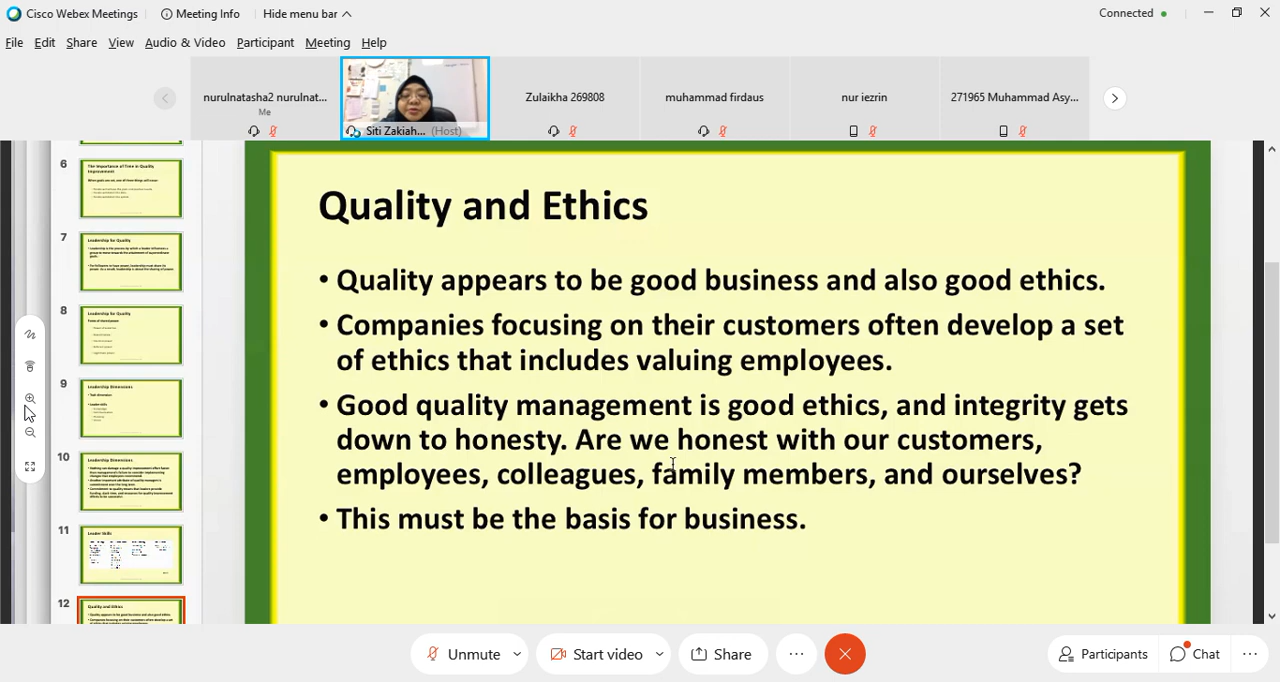 Cisco Webex Meetings
Meeting Info
Hide menu bar
Connected
File Edit Share View Audio & Video Participant Meeting Help
nurulnatasha2 nurulnat...
Me
Siti Zakiah... (Host)
Zulaikha 269808
muhammad firdaus
nur iezrin
271965 Muhammad Asy...
6
The Importance of Time in Quality
Improvement
7
Leadership for Quality
8
Leadership for Quality
9
Leadership Dimensions
10
Leadership Dimensions
11
Leader Skills
12
Quality and Ethics
Quality and Ethics
• Quality appears to be good business and also good ethics.
• Companies focusing on their customers often develop a set
of ethics that includes valuing employees.
• Good quality management is good ethics, and integrity gets
down to honesty. Are we honest with our customers,
employees, colleagues, family members, and ourselves?
• This must be the basis for business.
Unmute
Start video
Share
Participants
Chat